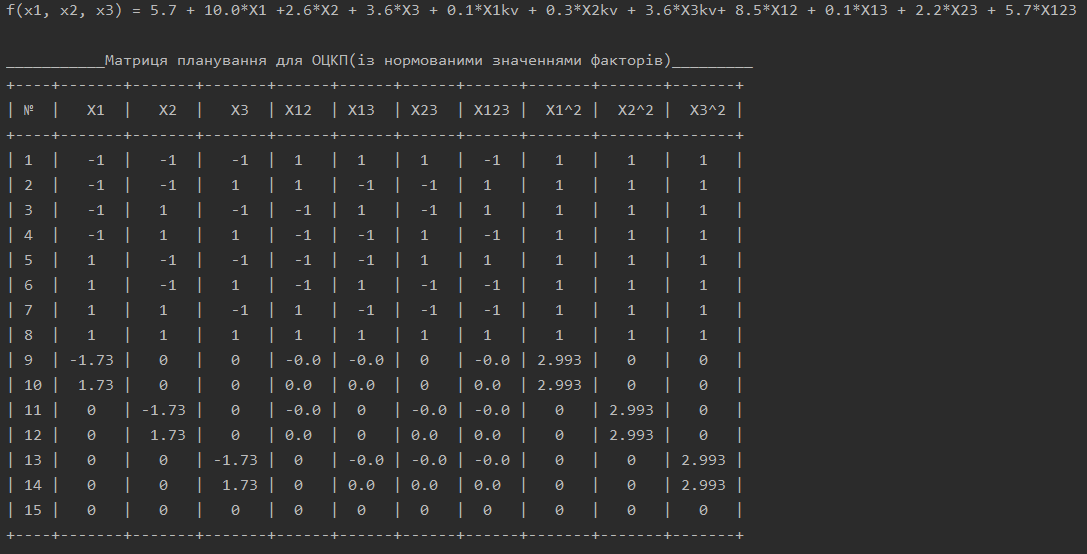 f(x1, x2, x3) = 5.7 + 10.0*X1 +2.6*X2 + 3.6*X3 + 0.1*X1kv + 0.3*X2kv + 3.6*X3kv+ 8.5*X12 + 0.1*X13 + 2.2*X23 + 5.7*X123
___________Матриця планування для ОЦКП(із нормованими значеннями факторів)_________
+----+-------+-------+-------+------+------+------+------+-------+-------+-------+
| №  |   X1  |   X2  |   X3  | X12  | X13  | X23  | X123 |  X1^2 |  X2^2 |  X3^2 |
+----+-------+-------+-------+------+------+------+------+-------+-------+-------+
| 1  |   -1  |   -1  |   -1  |  1   |  1   |  1   |  -1  |   1   |   1   |   1   |
| 2  |   -1  |   -1  |   1   |  1   |  -1  |  -1  |  1   |   1   |   1   |   1   |
| 3  |   -1  |   1   |   -1  |  -1  |  1   |  -1  |  1   |   1   |   1   |   1   |
| 4  |   -1  |   1   |   1   |  -1  |  -1  |  1   |  -1  |   1   |   1   |   1   |
| 5  |   1   |   -1  |   -1  |  -1  |  -1  |  1   |  1   |   1   |   1   |   1   |
| 6  |   1   |   -1  |   1   |  -1  |  1   |  -1  |  -1  |   1   |   1   |   1   |
| 7  |   1   |   1   |   -1  |  1   |  -1  |  -1  |  -1  |   1   |   1   |   1   |
| 8  |   1   |   1   |   1   |  1   |  1   |  1   |  1   |   1   |   1   |   1   |
| 9  | -1.73 |   0   |   0   | -0.0 | -0.0 |  0   | -0.0 | 2.993 |   0   |   0   |
| 10 |  1.73 |   0   |   0   | 0.0  | 0.0  |  0   | 0.0  | 2.993 |   0   |   0   |
| 11 |   0   | -1.73 |   0   | -0.0 |  0   | -0.0 | -0.0 |   0   | 2.993 |   0   |
| 12 |   0   |  1.73 |   0   | 0.0  |  0   | 0.0  | 0.0  |   0   | 2.993 |   0   |
| 13 |   0   |   0   | -1.73 |  0   | -0.0 | -0.0 | -0.0 |   0   |   0   | 2.993 |
| 14 |   0   |   0   |  1.73 |  0   | 0.0  | 0.0  | 0.0  |   0   |   0   | 2.993 |
| 15 |   0   |   0   |   0   |  0   |  0   |  0   |  0   |   0   |   0   |   0   |
+----+-------+-------+-------+------+------+------+------+-------+-------+-------+